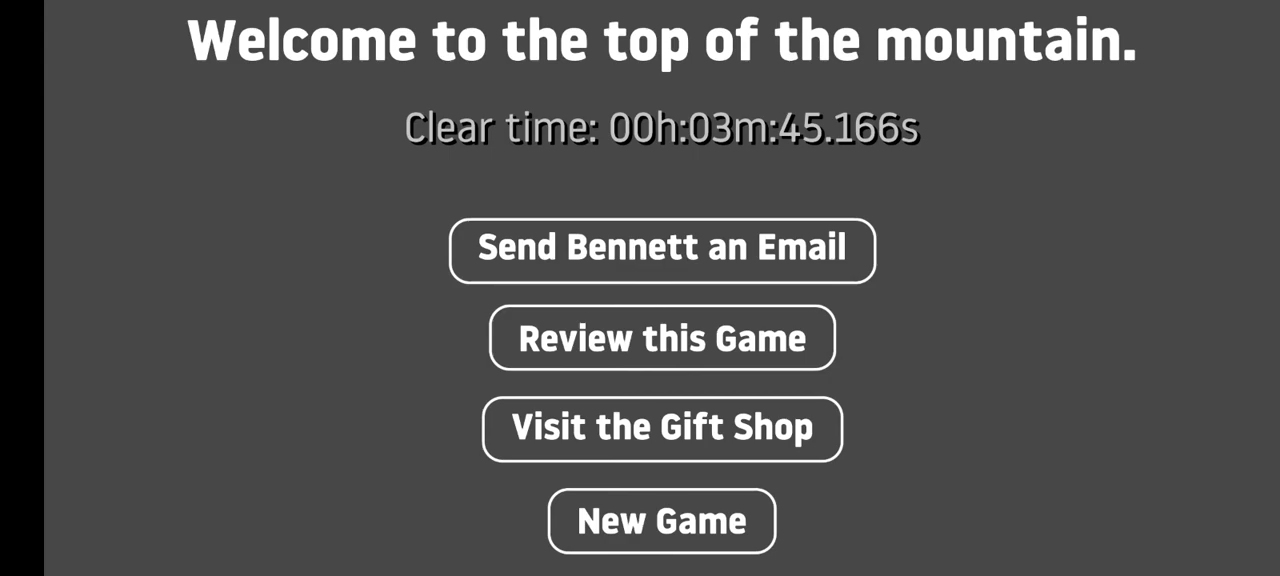 Welcome to the top of the mountain.
Clear time: 00h:03m:45.166s
Send Bennett an Email
Review this Game
Visit the Gift Shop
New Game